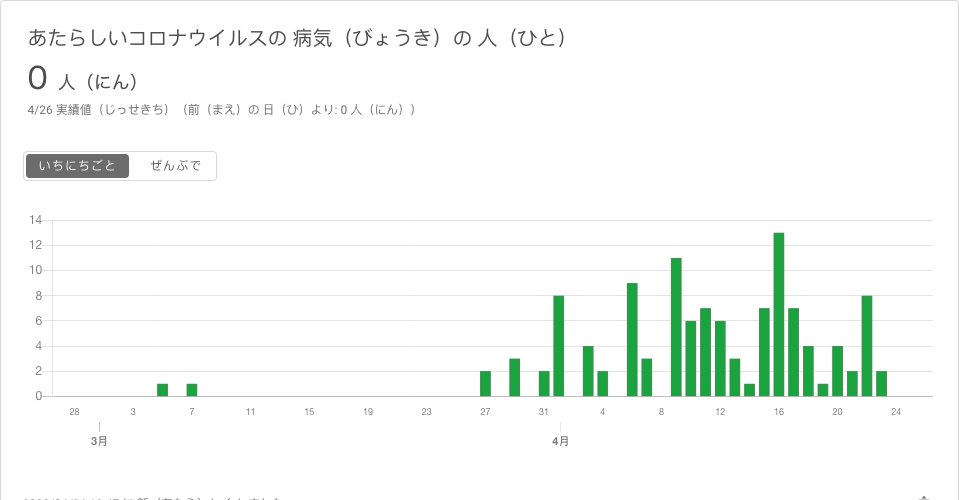 あたらしいコロナウイルスの 病気（びょうき）の 人（ひと）
0 人（にん）
4/26 実績値（じっせきち）（前（まえ）の 日（ひ）より: 0 人（にん））
いちにちごと ぜんぶで
14
12
10
8
6
4
2
0
28 3 7 11 15 19 23 27 31 4 8 12 16 20 24
3月 4月